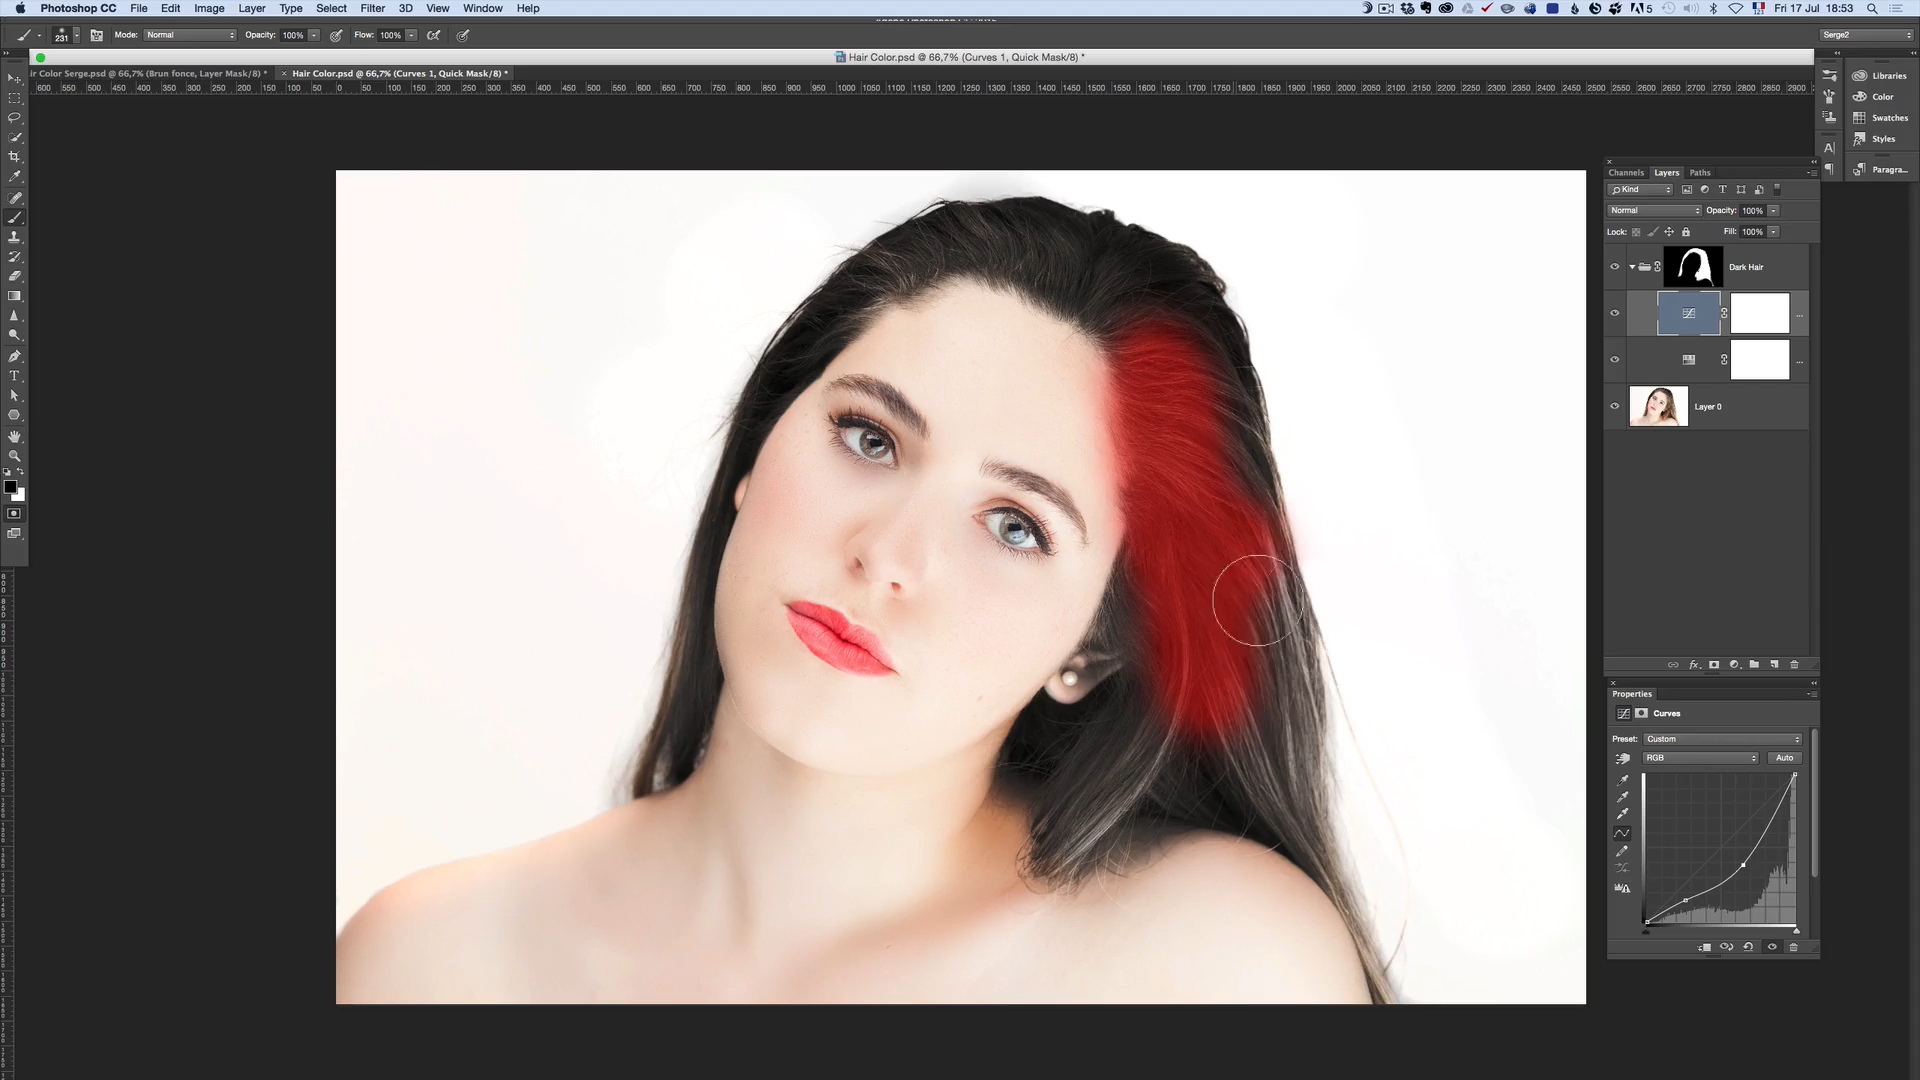 Photoshop CC File Edit Image Layer Type Select Filter 3D View Window Help
5 Fri 17 Jul 18:53
231 Mode: Normal Opacity: 100% Flow: 100% Serge2
Hair Color.psd @ 66,7% (Curves 1, Quick Mask/8) *
ir Color Serge.psd @ 66,7% (Brun fonce, Layer Mask/8) * × Hair Color.psd @ 66,7% (Curves 1, Quick Mask/8) *
600 550 500 450 400 350 300 250 200 150 100 50 0 50 100 150 200 250 300 350 400 450 500 550 600 650 700 750 800 850 900 950 1000 1050 1100 1150 1200 1250 1300 1350 1400 1450 1500 1550 1600 1650 1700 1750 1800 1850 1900 1950 2000 2050 2100 2150 2200 2250 2300 2350 2400 2450 2500 2550 2600 2650 2700 2750 2800 2850 2900
Libraries
Color
Swatches
Styles
Paragra...
Channels Layers Paths
Kind
Normal Opacity: 100%
Lock: Fill: 100%
Dark Hair
...
...
Layer 0
fx
Properties
Curves
Preset: Custom
RGB Auto